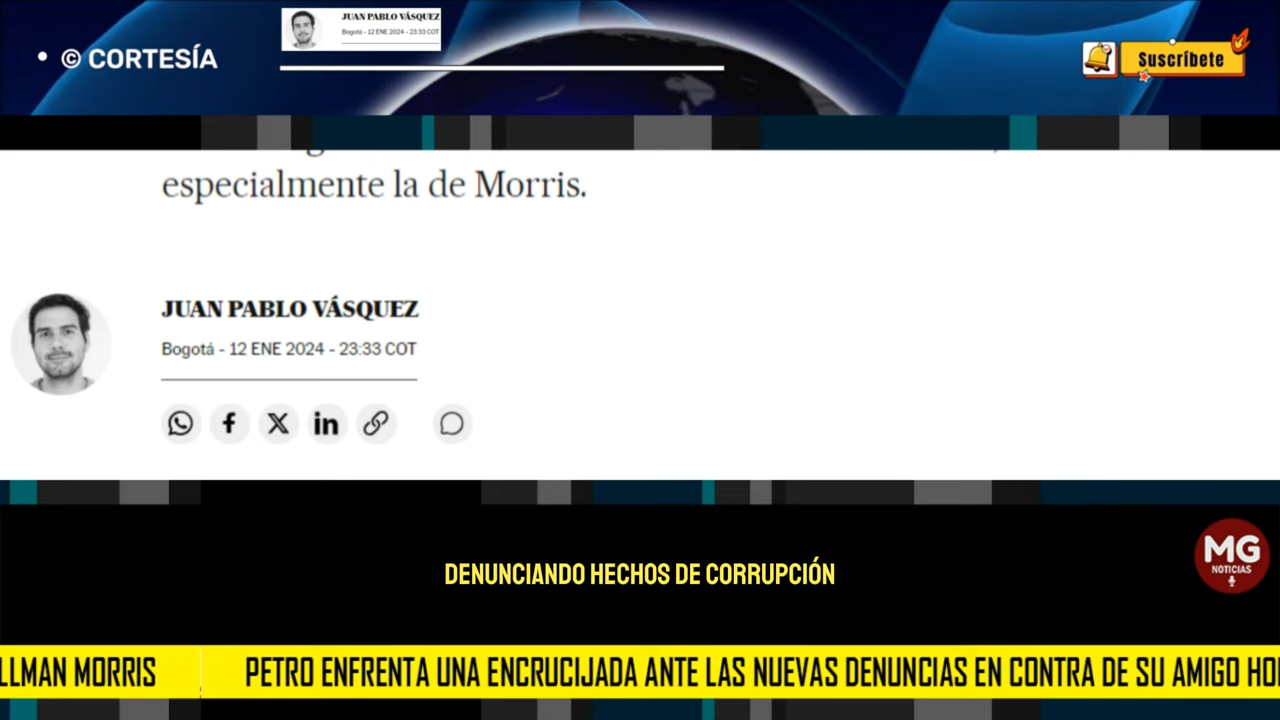 • © CORTESÍA
JUAN PABLO VÁSQUEZ
Bogotá - 12 ENE 2024 - 23:33 COT
Suscríbete
especialmente la de Morris.
JUAN PABLO VÁSQUEZ
Bogotá - 12 ENE 2024 - 23:33 COT
DENUNCIANDO HECHOS DE CORRUPCIÓN
MG
NOTICIAS
LLMAN MORRIS PETRO ENFRENTA UNA ENCRUCIJADA ANTE LAS NUEVAS DENUNCIAS EN CONTRA DE SU AMIGO HO